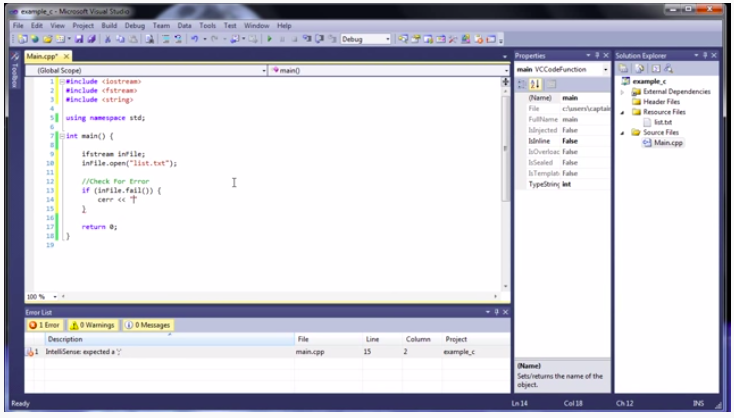 example_c - Microsoft Visual Studio
File Edit View Project Build Debug Team Data Tools Test Window Help
Debug
Toolbox
Main.cpp* X
(Global Scope) main()
1 #include <iostream>
2 #include <fstream>
3 #include <string>
4
5 using namespace std;
6
7 int main() {
8
9 ifstream inFile;
10 inFile.open("list.txt");
11
12 //Check For Error
13 if (inFile.fail()) {
14 cerr << "
15 }
16
17 return 0;
18 }
19
100 %
Error List
1 Error 0 Warnings 0 Messages
Description File Line Column Project
1 IntelliSense: expected a ';' main.cpp 15 2 example_c
Properties
main VCCodeFunction
(Name) main
File c:\users\captain
FullName main
IsInjected False
IsInline False
IsOverloac False
IsSealed False
IsTemplat False
TypeString int
(Name)
Sets/returns the name of the
object.
Solution Explorer
example_c
External Dependencies
Header Files
Resource Files
list.txt
Source Files
Main.cpp
Ready Ln 14 Col 18 Ch 12 INS